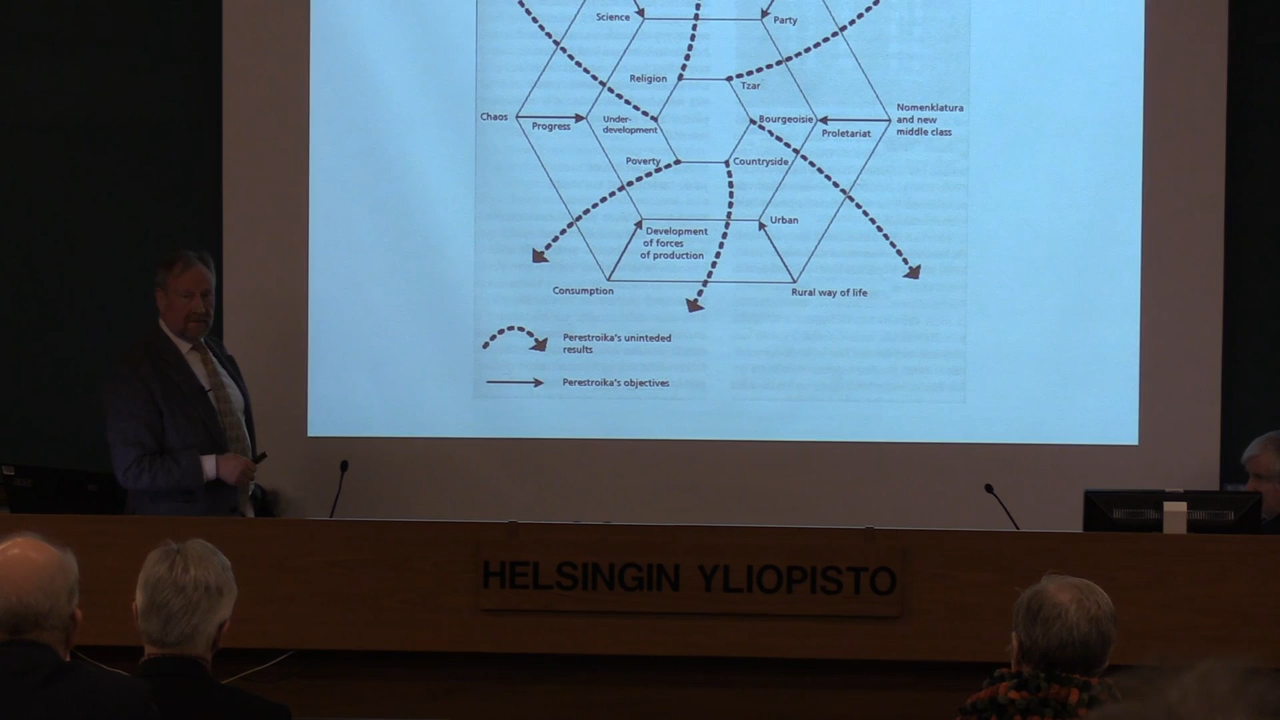 Science
Party
Religion
Tzar
Chaos
Progress
Under-
development
Bourgeoisie
Proletariat
Nomenklatura
and new
middle class
Poverty
Countryside
Urban
Development
of forces
of production
Consumption
Rural way of life
Perestroika's uninteded
results
Perestroika's objectives
HELSINGIN YLIOPISTO